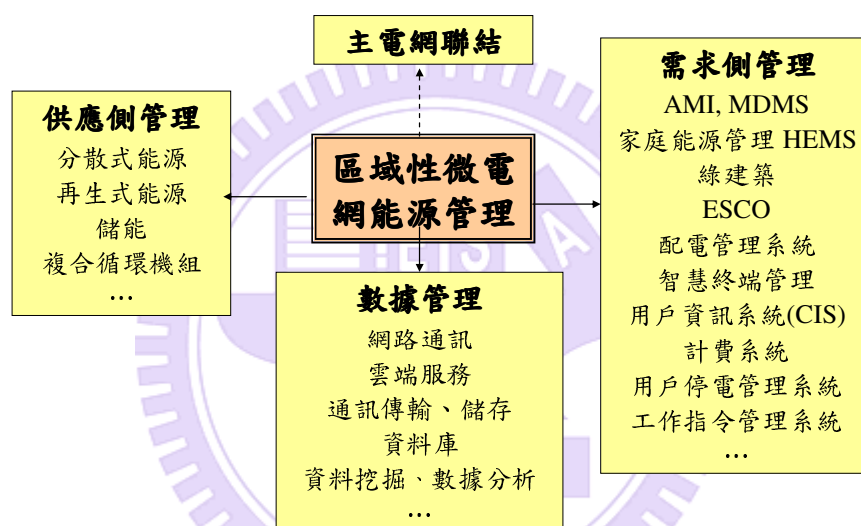 主電網聯結
供應側管理
分散式能源
再生式能源
儲能
複合循環機組
…
區域性微電
網能源管理
需求側管理
AMI, MDMS
家庭能源管理 HEMS
綠建築
ESCO
配電管理系統
智慧終端管理
用戶資訊系統(CIS)
計費系統
用戶停電管理系統
工作指令管理系統
…
數據管理
網路通訊
雲端服務
通訊傳輸、儲存
資料庫
資料挖掘、數據分析
…